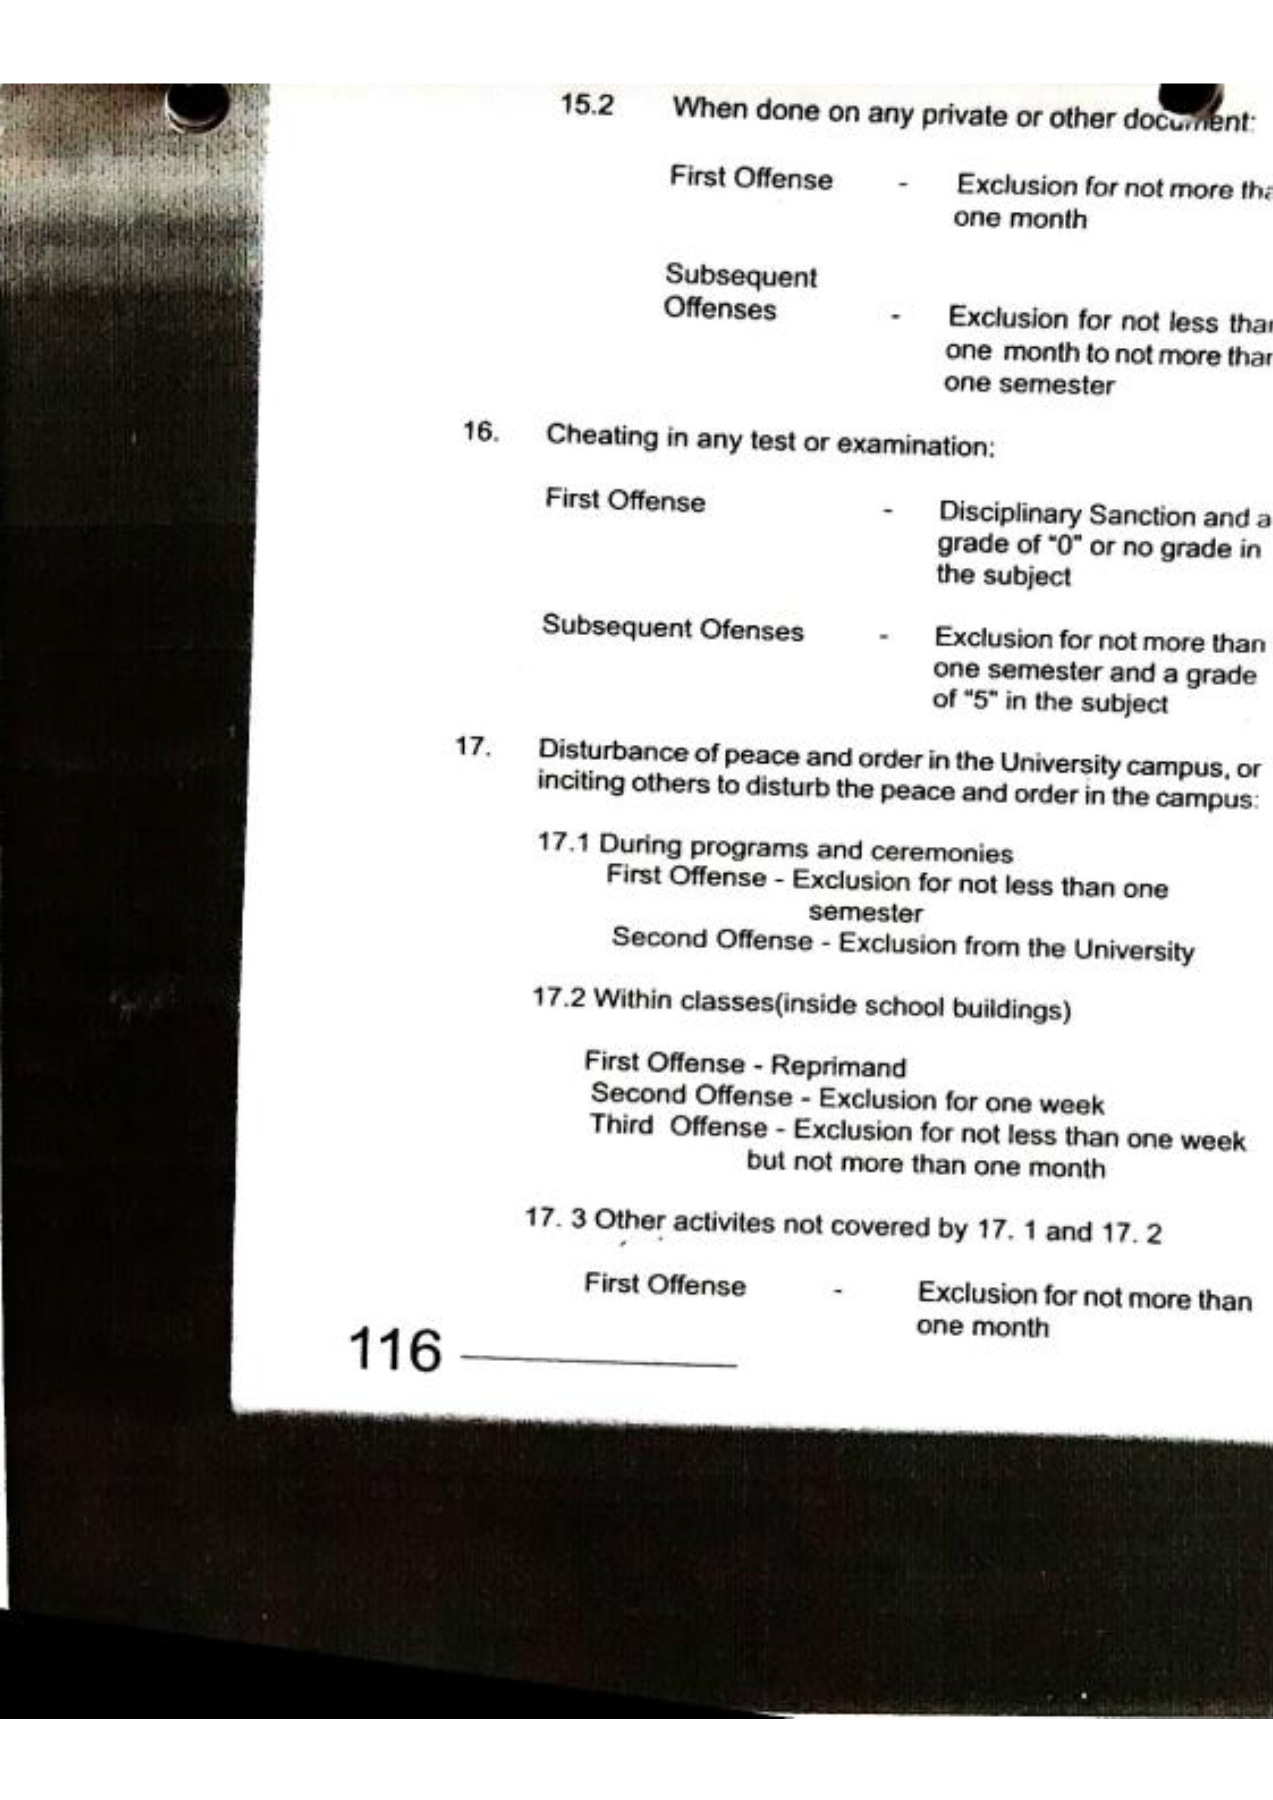 15.2 When done on any private or other document:
First Offense - Exclusion for not more tha
one month
Subsequent
Offenses - Exclusion for not less than
one month to not more than
one semester
16. Cheating in any test or examination:
First Offense - Disciplinary Sanction and a
grade of "0" or no grade in
the subject
Subsequent Ofenses - Exclusion for not more than
one semester and a grade
of "5" in the subject
17. Disturbance of peace and order in the University campus, or
inciting others to disturb the peace and order in the campus:
17.1 During programs and ceremonies
First Offense - Exclusion for not less than one
semester
Second Offense - Exclusion from the University
17.2 Within classes(inside school buildings)
First Offense - Reprimand
Second Offense - Exclusion for one week
Third Offense - Exclusion for not less than one week
but not more than one month
17. 3 Other activites not covered by 17. 1 and 17. 2
First Offense - Exclusion for not more than
one month
116